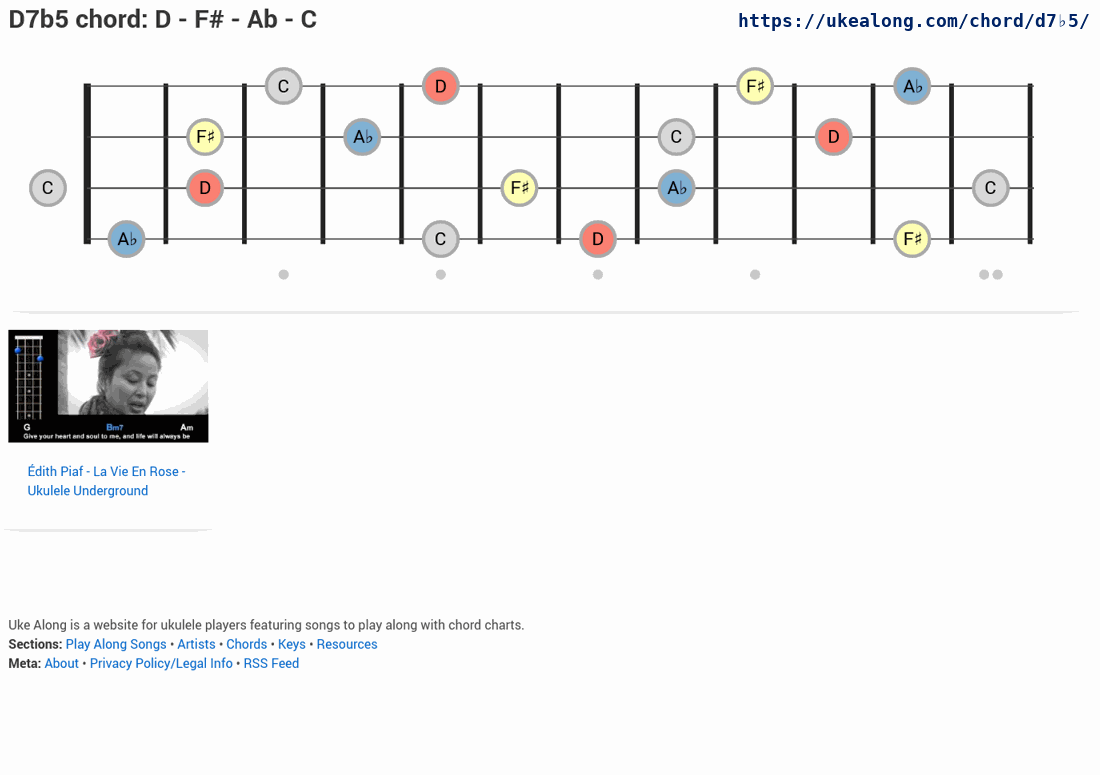 D7b5 chord: D - F# - Ab - C
https://ukealong.com/chord/d7♭5/
C D F♯ A♭
F♯ A♭ C D
C D F♯ A♭ C
A♭ C D F♯
G Bm7 Am
Give your heart and soul to me, and life will always be
Édith Piaf - La Vie En Rose -
Ukulele Underground
Uke Along is a website for ukulele players featuring songs to play along with chord charts.
Sections: Play Along Songs • Artists • Chords • Keys • Resources
Meta: About • Privacy Policy/Legal Info • RSS Feed